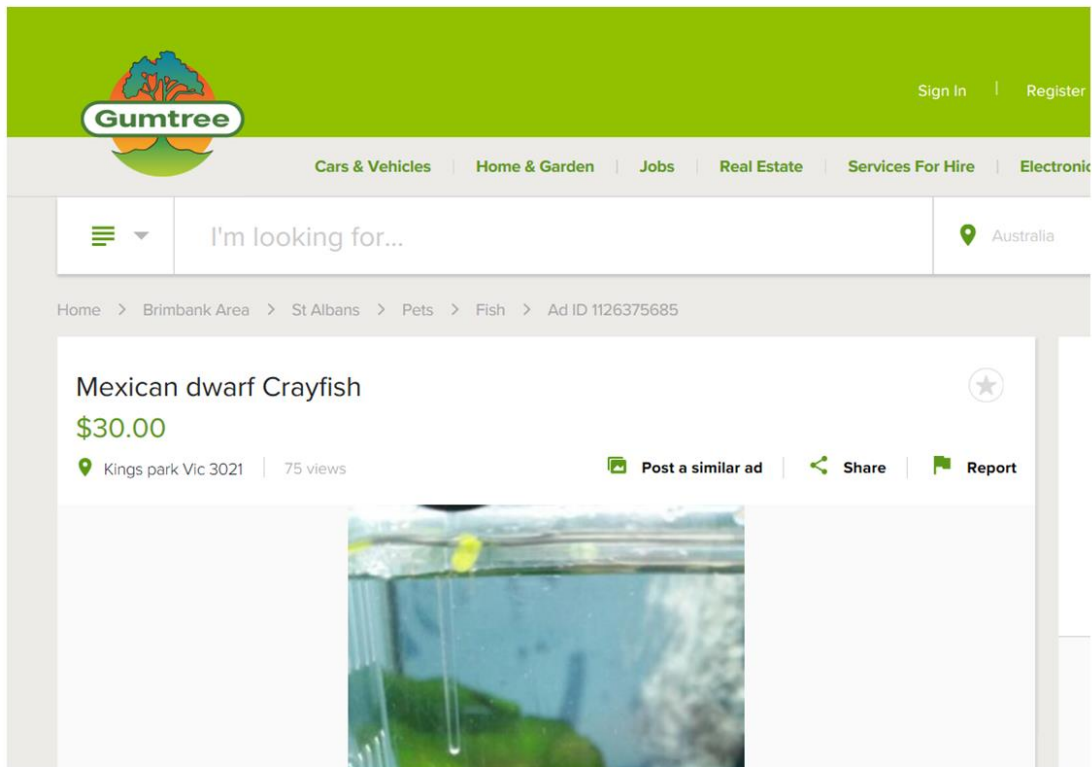 Sign In
Register
Gumtree
Cars & Vehicles Home & Garden Jobs Real Estate Services For Hire Electronic
I'm looking for...
Australia
Home > Brimbank Area > St Albans > Pets > Fish > Ad ID 1126375685
Mexican dwarf Crayfish
$30.00
Kings park Vic 3021 75 views
Post a similar ad Share Report